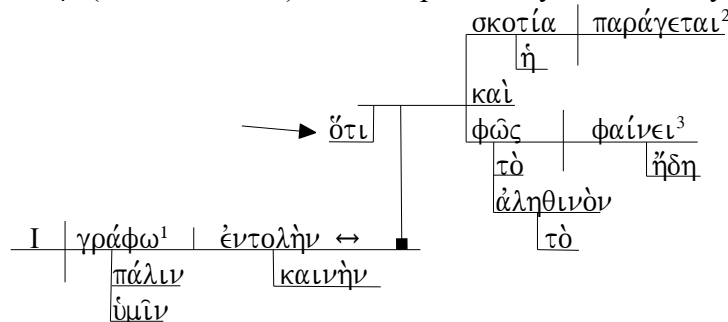 σκοτία παράγεται²
ἡ
καὶ
ὅτι φῶς φαίνει³
τὸ ἤδη
ἀληθινὸν
I γράφω¹ ἐντολὴν ↔ τὸ
πάλιν καινὴν
ὑμῖν